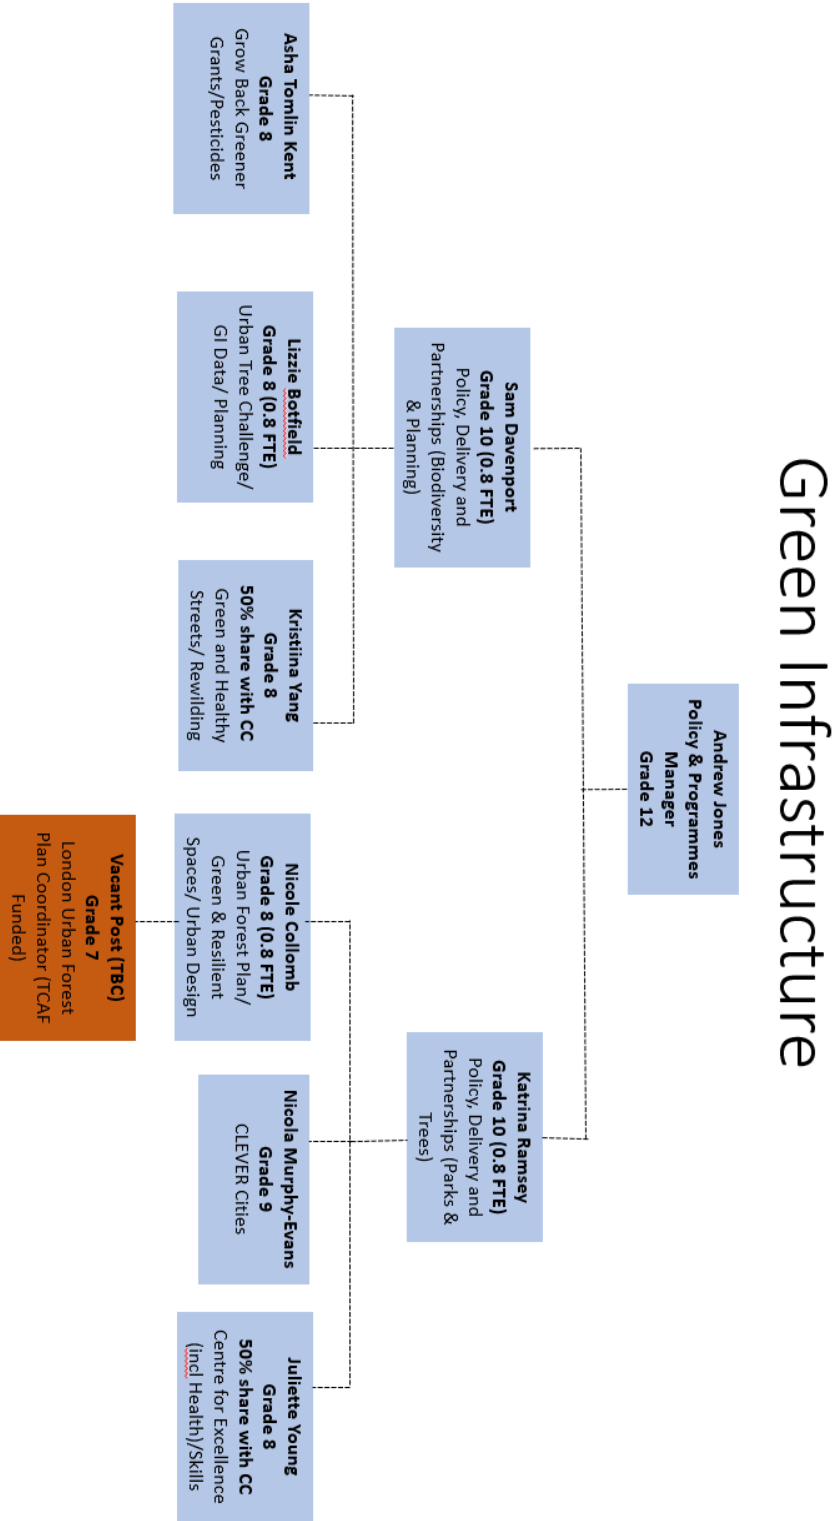 Green Infrastructure
Andrew Jones
Policy & Programmes
Manager
Grade 12
Sam Davenport
Grade 10 (0.8 FTE)
Policy, Delivery and
Partnerships (Biodiversity
& Planning)
Katrina Ramsey
Grade 10 (0.8 FTE)
Policy, Delivery and
Partnerships (Parks &
Trees)
Asha Tomlin Kent
Grade 8
Grow Back Greener
Grants/Pesticides
Lizzie Botfield
Grade 8 (0.8 FTE)
Urban Tree Challenge/
GI Data/ Planning
Kristiina Yang
Grade 8
50% share with CC
Green and Healthy
Streets/ Rewilding
Nicole Collomb
Grade 8 (0.8 FTE)
Urban Forest Plan/
Green & Resilient
Spaces/ Urban Design
Nicola Murphy-Evans
Grade 9
CLEVER Cities
Juliette Young
Grade 8
50% share with CC
Centre for Excellence
(incl Health)/Skills
Vacant Post (TBC)
Grade 7
London Urban Forest
Plan Coordinator (TCAF
Funded)